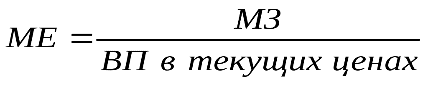 МЕ = МЗ
ВП в текущих ценах